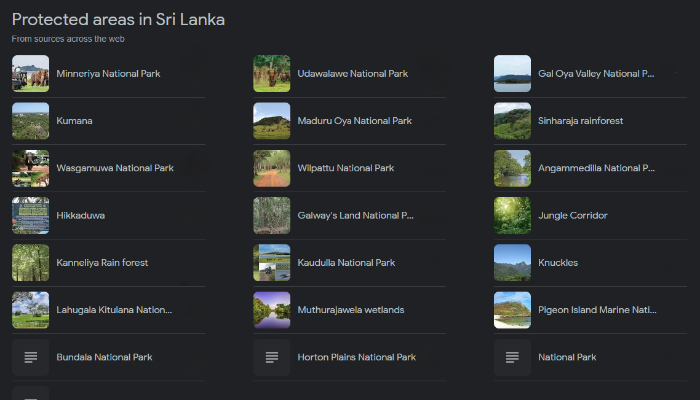 Protected areas in Sri Lanka
From sources across the web
Minneriya National Park
Udawalawe National Park
Gal Oya Valley National P...
Kumana
Maduru Oya National Park
Sinharaja rainforest
Wasgamuwa National Park
Wilpattu National Park
Angammedilla National P...
Hikkaduwa
Galway's Land National P...
Jungle Corridor
Kanneliya Rain forest
Kaudulla National Park
Knuckles
Lahugala Kitulana Nation...
Muthurajawela wetlands
Pigeon Island Marine Nati...
Bundala National Park
Horton Plains National Park
National Park